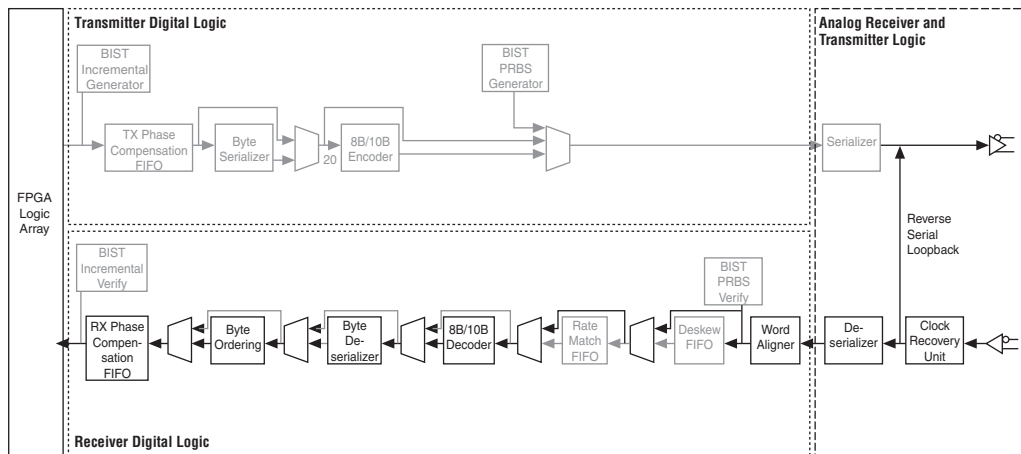 Transmitter Digital Logic
Analog Receiver and
Transmitter Logic
BIST
Incremental
Generator
BIST
PRBS
Generator
TX Phase
Compensation
FIFO
Byte
Serializer
20
8B/10B
Encoder
Serializer
FPGA
Logic
Array
Reverse
Serial
Loopback
BIST
Incremental
Verify
BIST
PRBS
Verify
RX Phase
Compen-
sation
FIFO
Byte
Ordering
Byte
De-
serializer
8B/10B
Decoder
Rate
Match
FIFO
Deskew
FIFO
Word
Aligner
De-
serializer
Clock
Recovery
Unit
Receiver Digital Logic